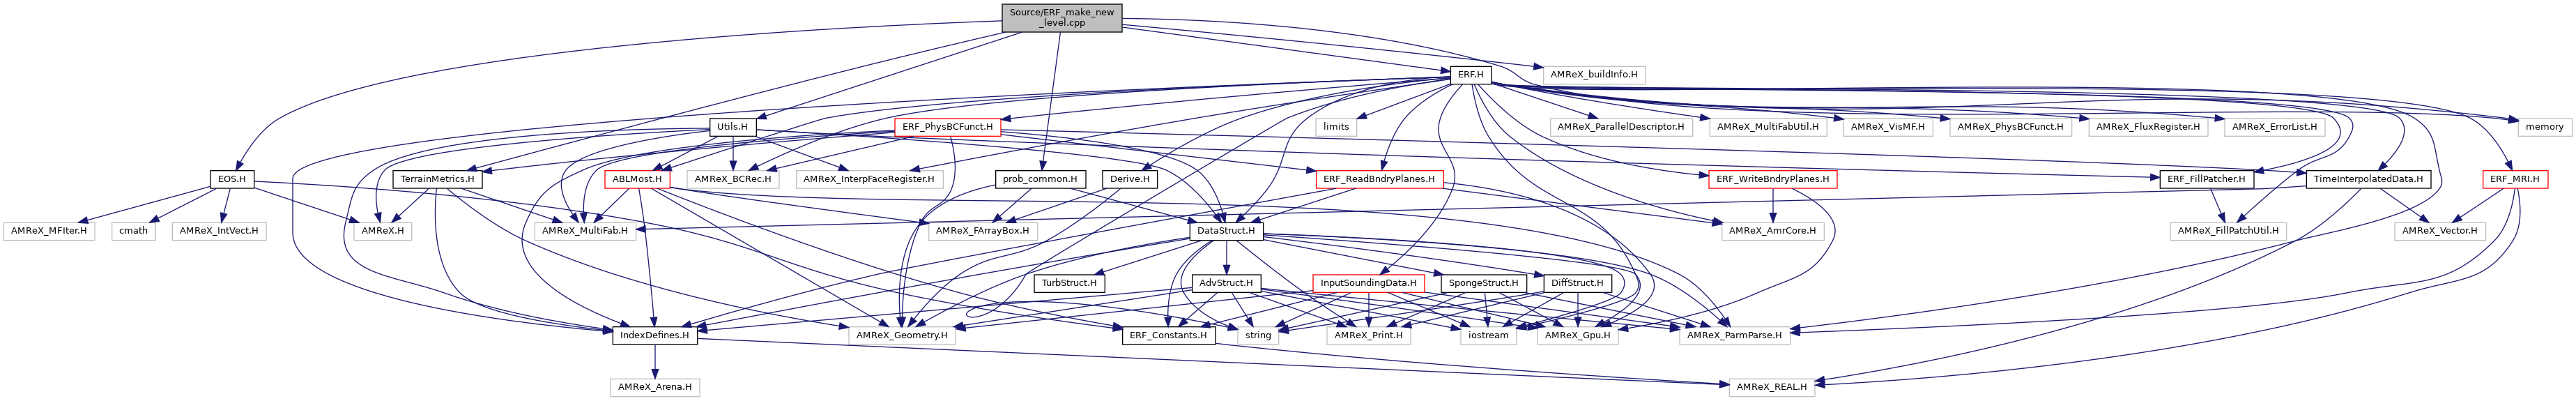 Source/ERF_make_new
_level.cpp
ERF.H
AMReX_buildInfo.H
Utils.H
ERF_PhysBCFunct.H
limits
AMReX_ParallelDescriptor.H
AMReX_MultiFabUtil.H
AMReX_VisMF.H
AMReX_PhysBCFunct.H
AMReX_FluxRegister.H
AMReX_ErrorList.H
memory
EOS.H
TerrainMetrics.H
ABLMost.H
AMReX_BCRec.H
AMReX_InterpFaceRegister.H
prob_common.H
Derive.H
ERF_ReadBndryPlanes.H
ERF_WriteBndryPlanes.H
ERF_FillPatcher.H
TimeInterpolatedData.H
ERF_MRI.H
AMReX_MFIter.H
cmath
AMReX_IntVect.H
AMReX.H
AMReX_MultiFab.H
AMReX_FArrayBox.H
DataStruct.H
AMReX_AmrCore.H
AMReX_FillPatchUtil.H
AMReX_Vector.H
TurbStruct.H
AdvStruct.H
InputSoundingData.H
SpongeStruct.H
DiffStruct.H
IndexDefines.H
AMReX_Geometry.H
ERF_Constants.H
string
AMReX_Print.H
iostream
AMReX_Gpu.H
AMReX_ParmParse.H
AMReX_Arena.H
AMReX_REAL.H